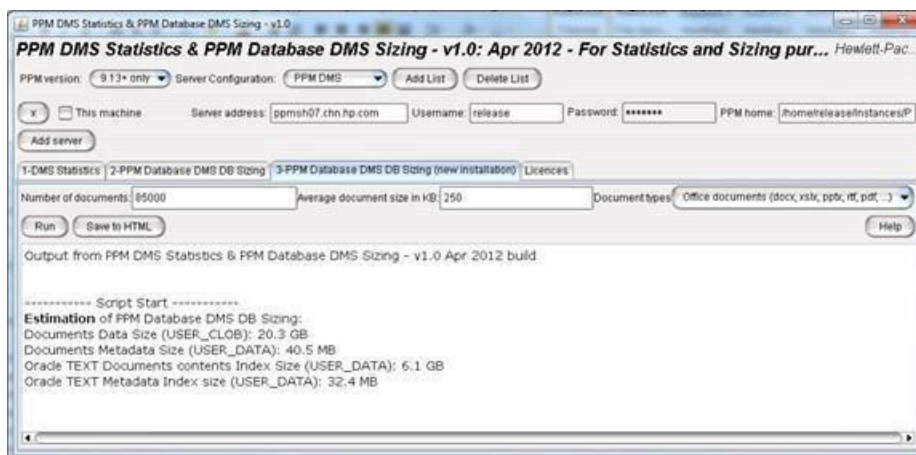 PPM DMS Statistics & PPM Database DMS Sizing - v1.0
PPM DMS Statistics & PPM Database DMS Sizing - v1.0: Apr 2012 - For Statistics and Sizing pur... Hewlett-Pac...
PPM version: 9.13+ only Server Configuration: PPM DMS Add List Delete List
x This machine Server address: ppmsh07.chn.hp.com Username: release Password: ******* PPM home: /home/release/instances/P
Add server
1-DMS Statistics 2-PPM Database DMS DB Sizing 3-PPM Database DMS DB Sizing (new installation) Licences
Number of documents: 85000 Average document size in KB: 250 Document types Office documents (docx, xslx, pptx, rtf, pdf, ...)
Run Save to HTML Help
Output from PPM DMS Statistics & PPM Database DMS Sizing - v1.0 Apr 2012 build
----------- Script Start -----------
Estimation of PPM Database DMS DB Sizing:
Documents Data Size (USER_CLOB): 20.3 GB
Documents Metadata Size (USER_DATA): 40.5 MB
Oracle TEXT Documents contents Index Size (USER_DATA): 6.1 GB
Oracle TEXT Metadata Index size (USER_DATA): 32.4 MB